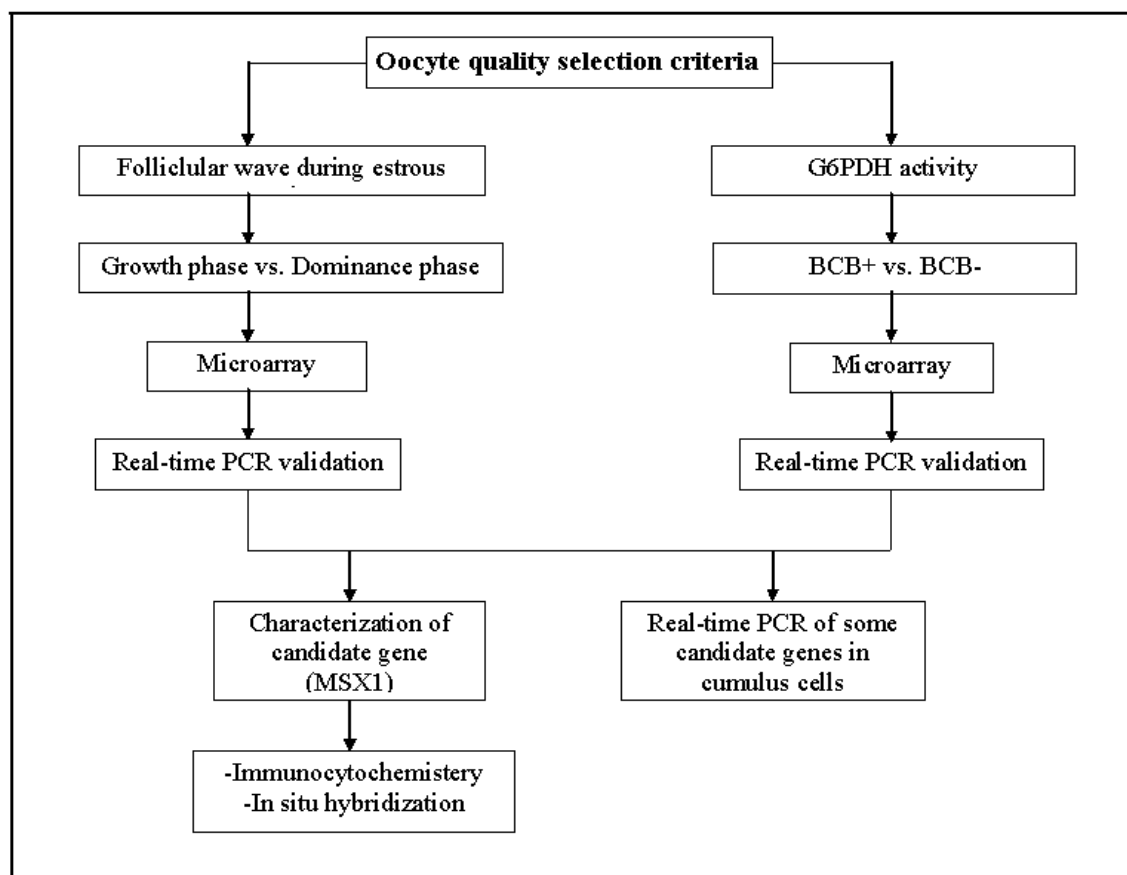 Oocyte quality selection criteria
Follicular wave during estrous
G6PDH activity
Growth phase vs. Dominance phase
BCB+ vs. BCB-
Microarray
Microarray
Real-time PCR validation
Real-time PCR validation
Characterization of
candidate gene
(MSX1)
Real-time PCR of some
candidate genes in
cumulus cells
-Immunocytochemistery
-In situ hybridization